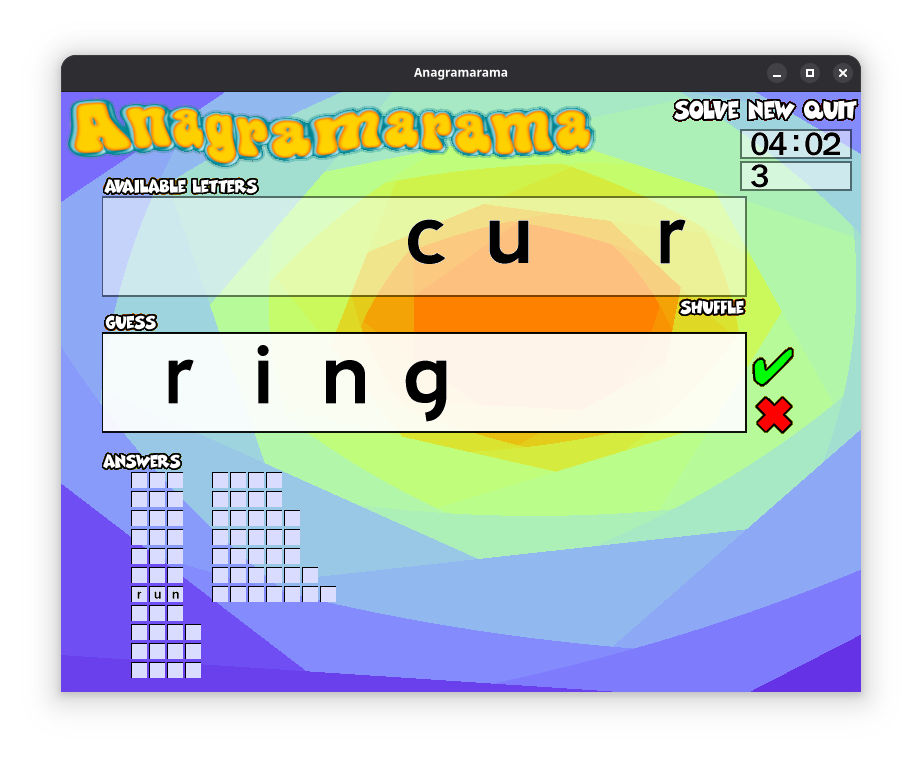 Anagramarama
Anagramarama
SOLVE NEW QUIT
04:02
3
AVAILABLE LETTERS
c u r
SHUFFLE
GUESS
r i n g
ANSWERS
r u n